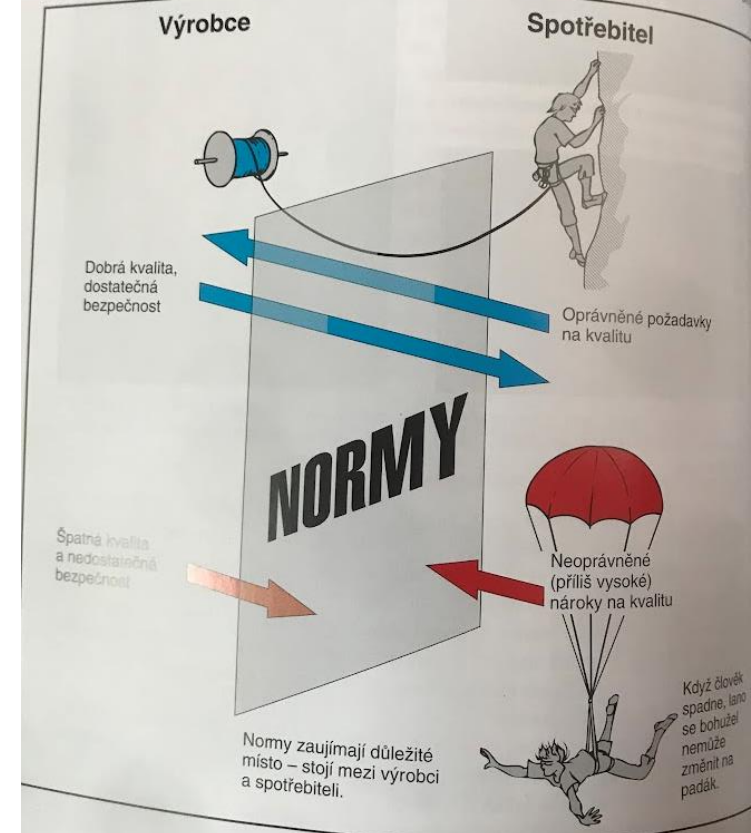 Výrobce
Spotřebitel
Dobrá kvalita,
dostatečná
bezpečnost
Oprávněné požadavky
na kvalitu
NORMY
Špatná kvalita
a nedostatečná
bezpečnost
Neoprávněné
(příliš vysoké)
nároky na kvalitu
Když člověk
spadne, lano
se bohužel
nemůže
změnit na
padák.
Normy zaujímají důležité
místo – stojí mezi výrobci
a spotřebiteli.